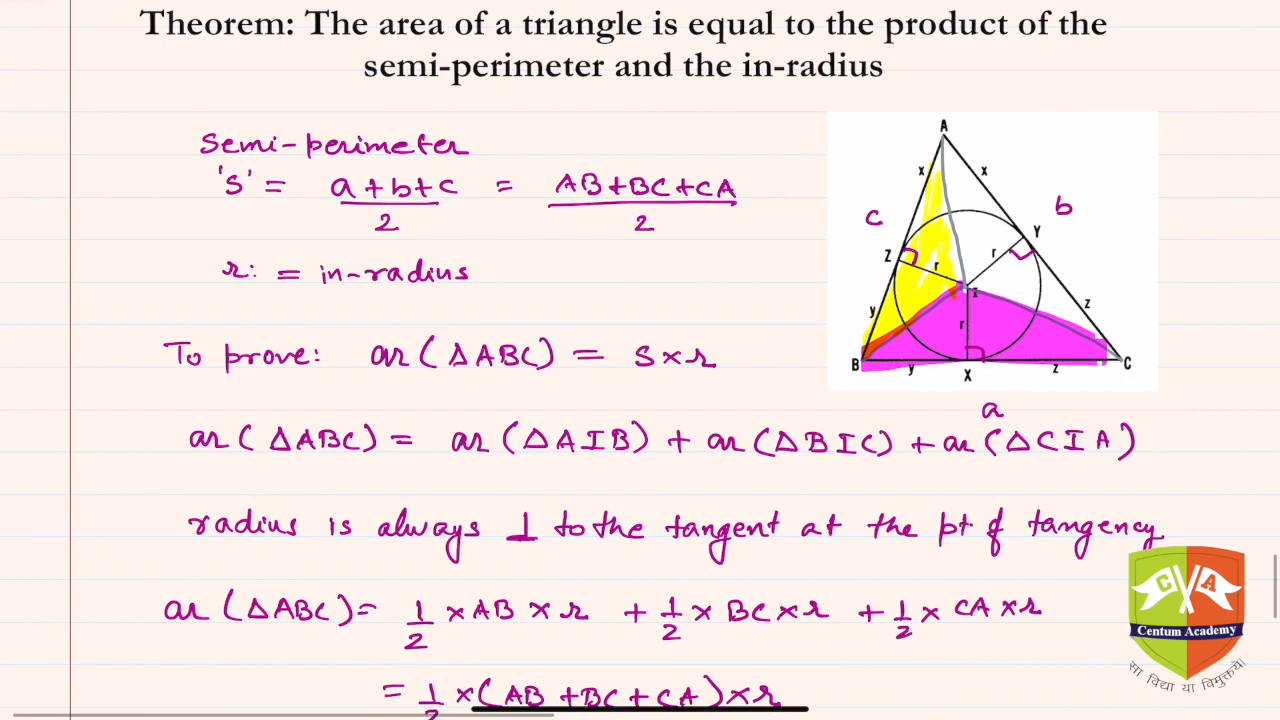 Theorem: The area of a triangle is equal to the product of the
semi-perimeter and the in-radius
Semi-perimeter
'S' = a+b+c / 2 = AB+BC+CA / 2
r: = in-radius
To prove: ar (ΔABC) = S×r
ar (ΔABC) = ar (ΔAIB) + ar (ΔBIC) + ar (ΔCIA)
radius is always ⊥ to the tangent at the pt of tangency
ar (ΔABC) = 1/2 × AB × r + 1/2 × BC × r + 1/2 × CA × r
= 1/2 × (AB + BC + CA) × r
A
x x
c b
Z Y
r r
I
y r z
B C
y X z
a
C A
Centum Academy
सा विद्या या विमुक्तये।